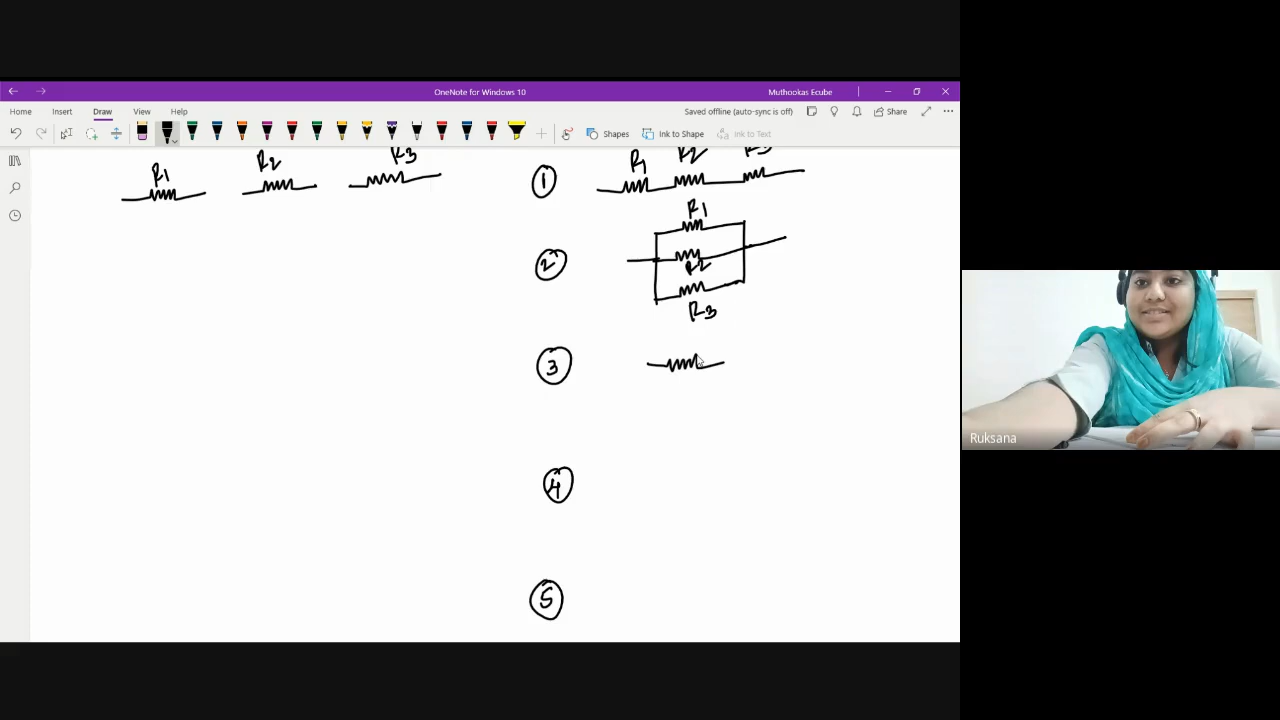 OneNote for Windows 10
Muthookas Ecube
Home Insert Draw View Help
Saved offline (auto-sync is off)
Share
Shapes
Ink to Shape
Ink to Text
R1 R2 R3
1 R1 R2 R3
2 R1
R2
R3
3
4
5
Ruksana